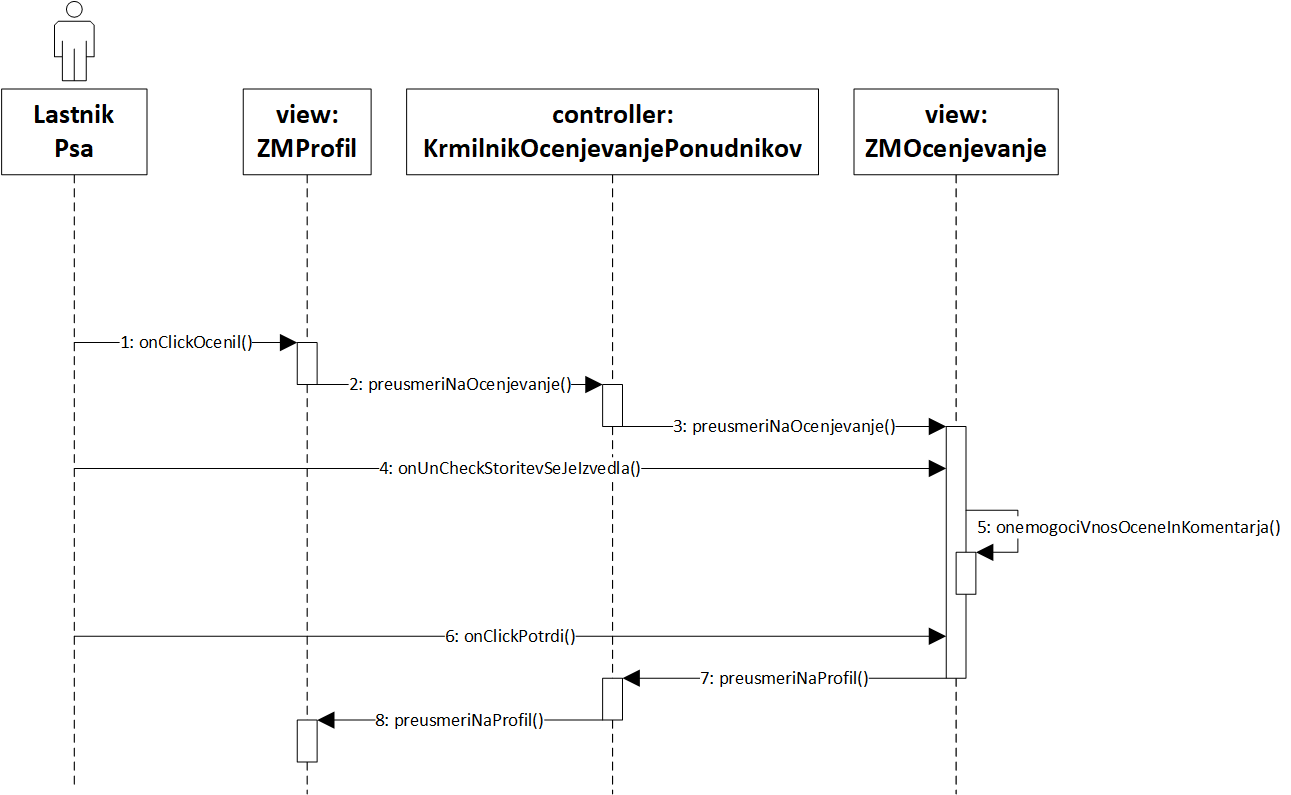 Lastnik
Psa
view:
ZMProfil
controller:
KrmilnikOcenjevanjePonudnikov
view:
ZMOcenjevanje
1: onClickOcenil()
2: preusmeriNaOcenjevanje()
3: preusmeriNaOcenjevanje()
4: onUnCheckStoritevSeJeIzvedla()
5: onemogociVnosOceneInKomentarja()
6: onClickPotrdi()
7: preusmeriNaProfil()
8: preusmeriNaProfil()